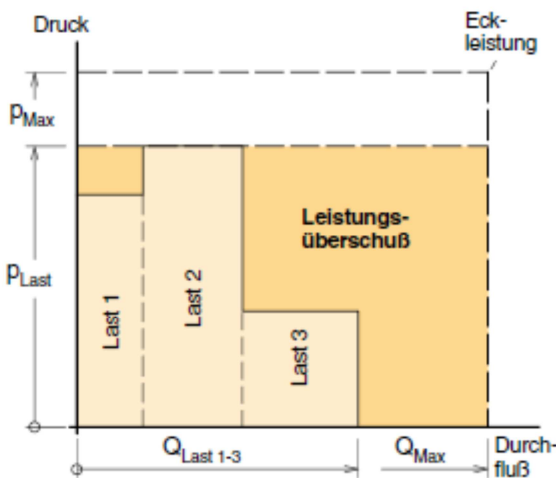 Druck
Eck-
leistung
pMax
Leistungs-
überschuß
pLast
Last 1
Last 2
Last 3
QLast 1-3
QMax
Durch-
fluß